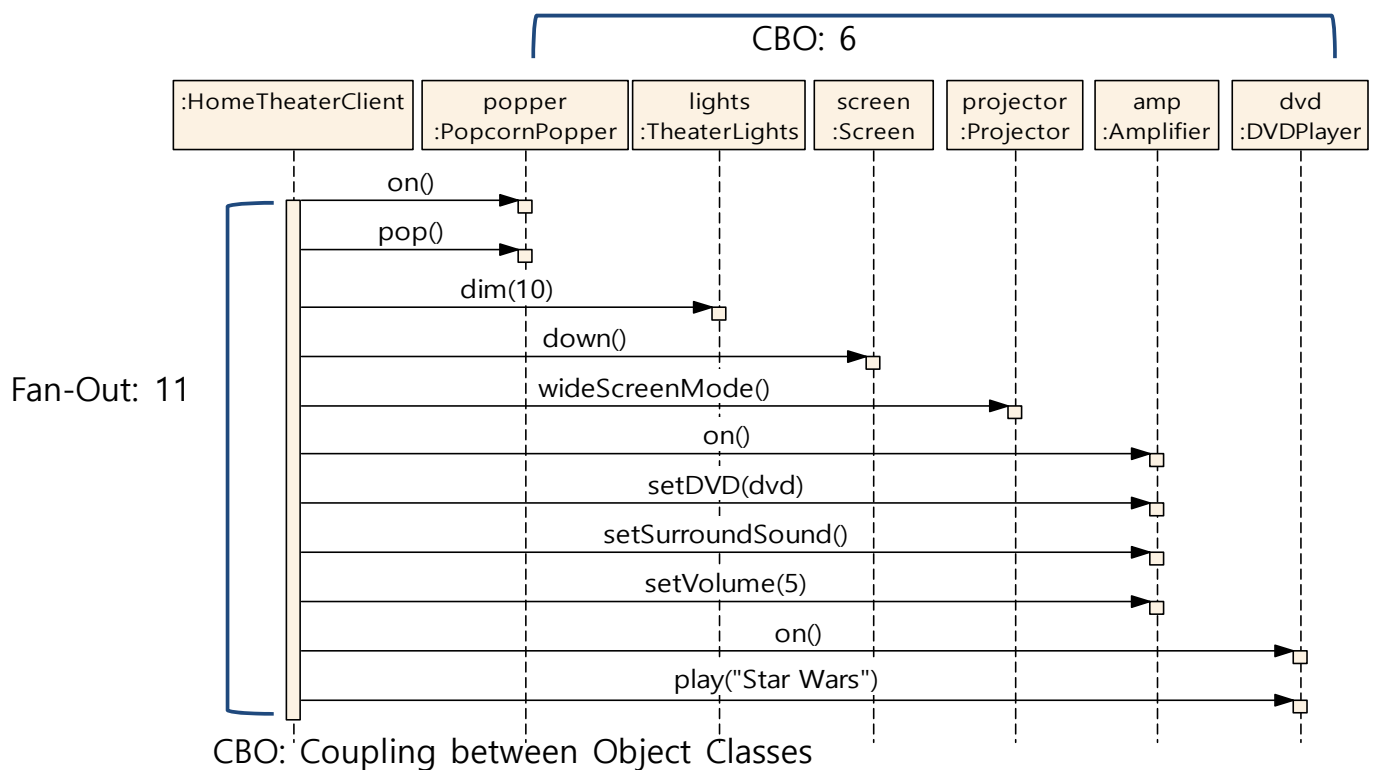 CBO: 6
:HomeTheaterClient
popper
:PopcornPopper
lights
:TheaterLights
screen
:Screen
projector
:Projector
amp
:Amplifier
dvd
:DVDPlayer
on()
pop()
dim(10)
down()
Fan-Out: 11
wideScreenMode()
on()
setDVD(dvd)
setSurroundSound()
setVolume(5)
on()
play("Star Wars")
CBO: Coupling between Object Classes